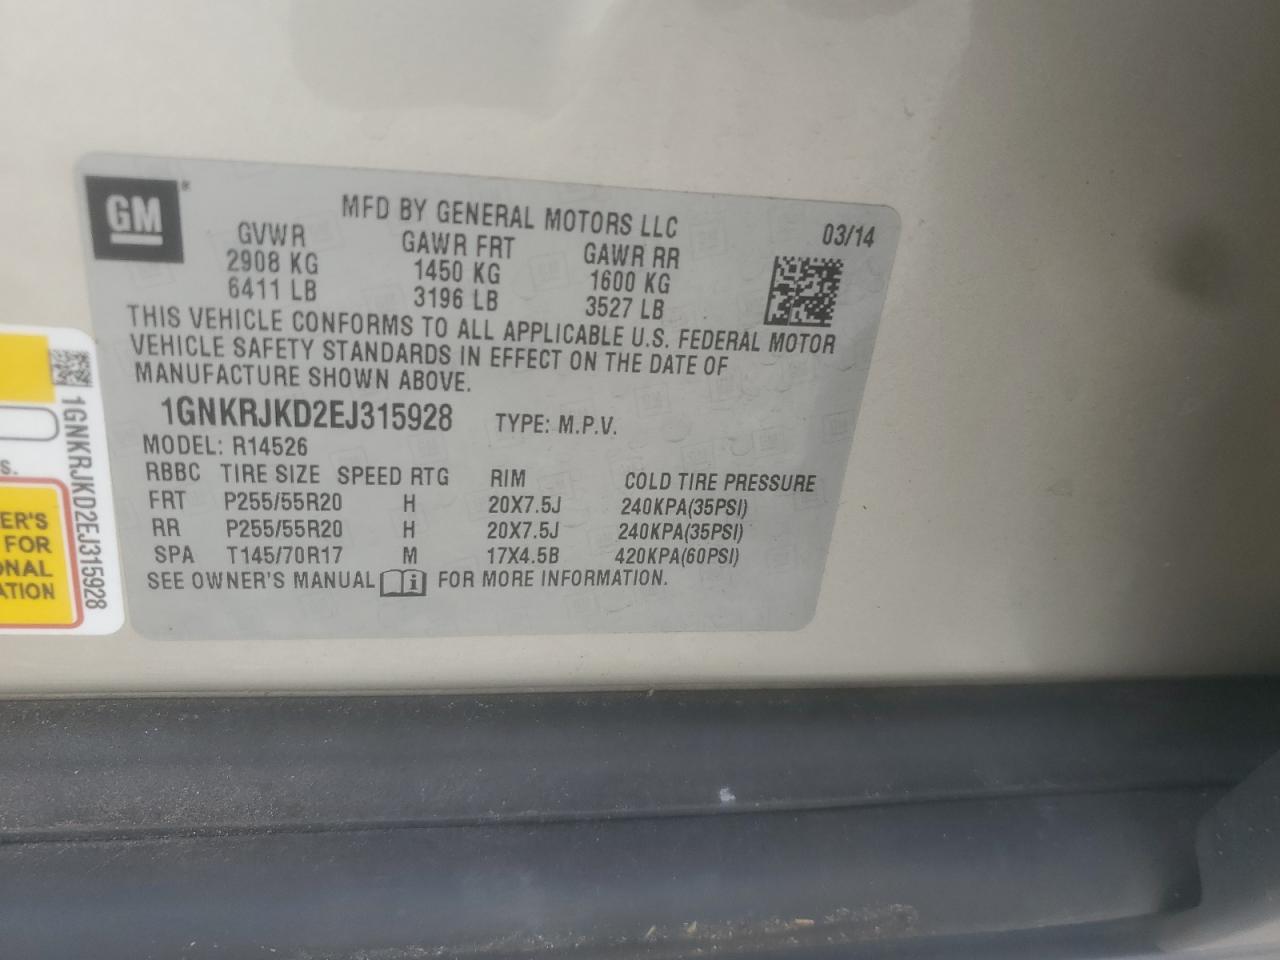 GM
MFD BY GENERAL MOTORS LLC
03/14
GVWR GAWR FRT GAWR RR
2908 KG 1450 KG 1600 KG
6411 LB 3196 LB 3527 LB
THIS VEHICLE CONFORMS TO ALL APPLICABLE U.S. FEDERAL MOTOR
VEHICLE SAFETY STANDARDS IN EFFECT ON THE DATE OF
MANUFACTURE SHOWN ABOVE.
1GNKRJKD2EJ315928 TYPE: M.P.V.
MODEL: R14526
RBBC TIRE SIZE SPEED RTG RIM COLD TIRE PRESSURE
FRT P255/55R20 H 20X7.5J 240KPA(35PSI)
RR P255/55R20 H 20X7.5J 240KPA(35PSI)
SPA T145/70R17 M 17X4.5B 420KPA(60PSI)
SEE OWNER'S MANUAL i FOR MORE INFORMATION.
1GNKRJKD2EJ315928
S.
ER'S
FOR
ONAL
ATION